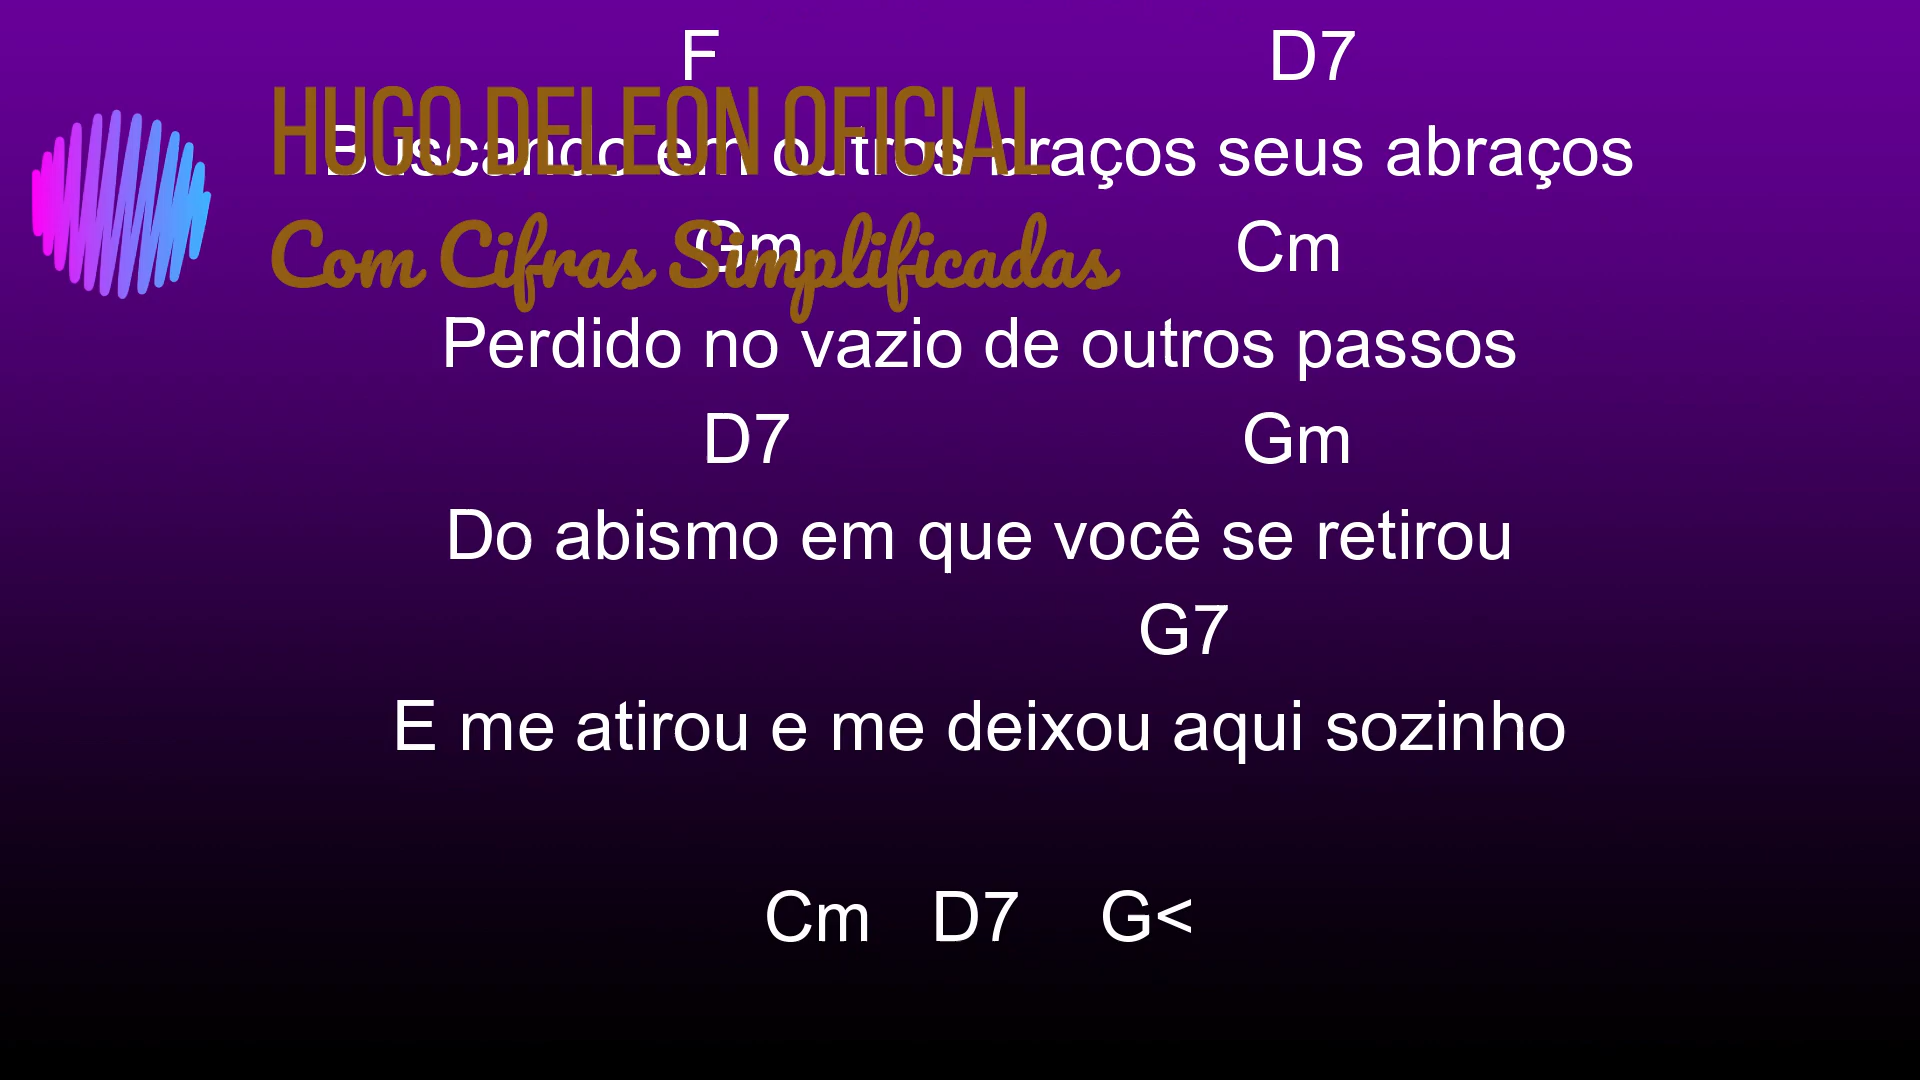 F D7
HUGO DELEON OFICIAL
Buscando em outros braços seus abraços
Gm Cm
Com Cifras Simplificadas
Perdido no vazio de outros passos
D7 Gm
Do abismo em que você se retirou
G7
E me atirou e me deixou aqui sozinho
Cm D7 G<